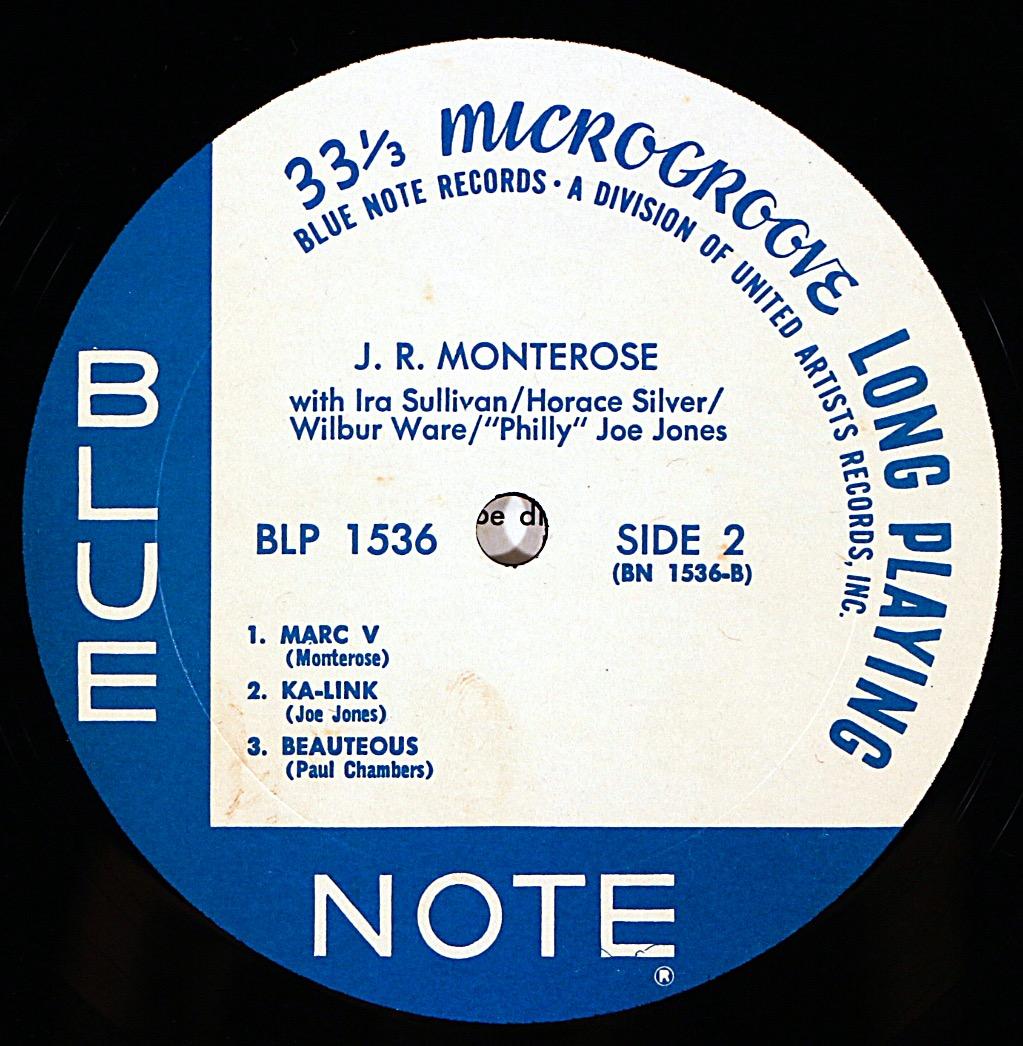 33⅓ MICROGROOVE LONG PLAYING
BLUE NOTE RECORDS · A DIVISION OF UNITED ARTISTS RECORDS, INC.
J. R. MONTEROSE
with Ira Sullivan/Horace Silver/
Wilbur Ware/"Philly" Joe Jones
BLP 1536
SIDE 2
(BN 1536-B)
1. MARC V
(Monterose)
2. KA-LINK
(Joe Jones)
3. BEAUTEOUS
(Paul Chambers)
BLUE
NOTE
®